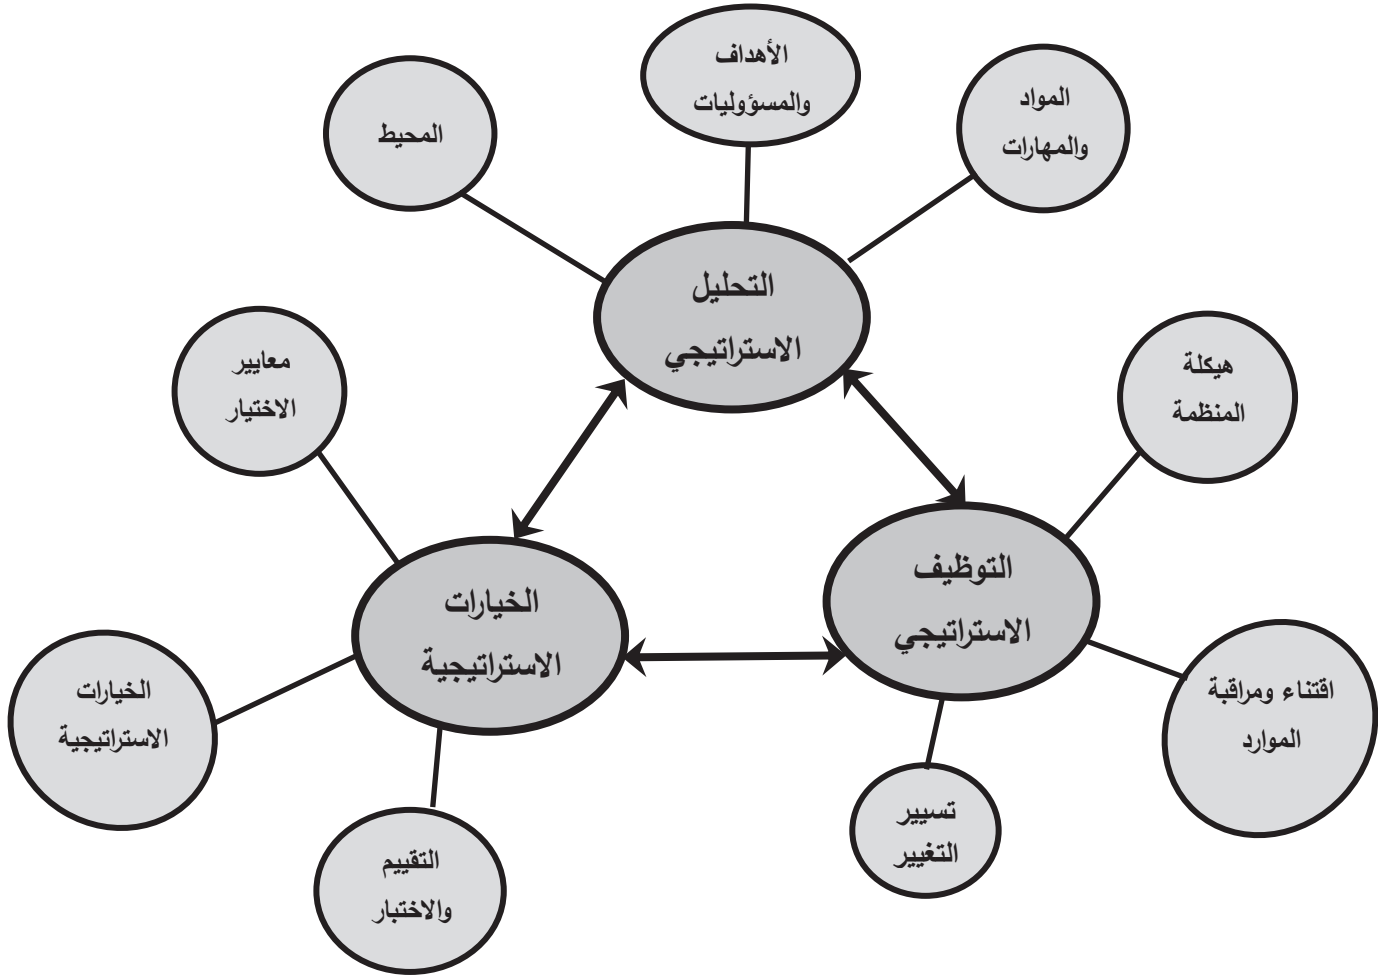 الأهداف
والمسؤوليات
المواد
والمهارات
المحيط
التحليل
الاستراتيجي
هيكلة
المنظمة
معايير
الاختيار
التوظيف
الاستراتيجي
الخيارات
الاستراتيجية
اقتناء ومراقبة
الموارد
الخيارات
الاستراتيجية
تسيير
التغيير
التقييم
والاختبار